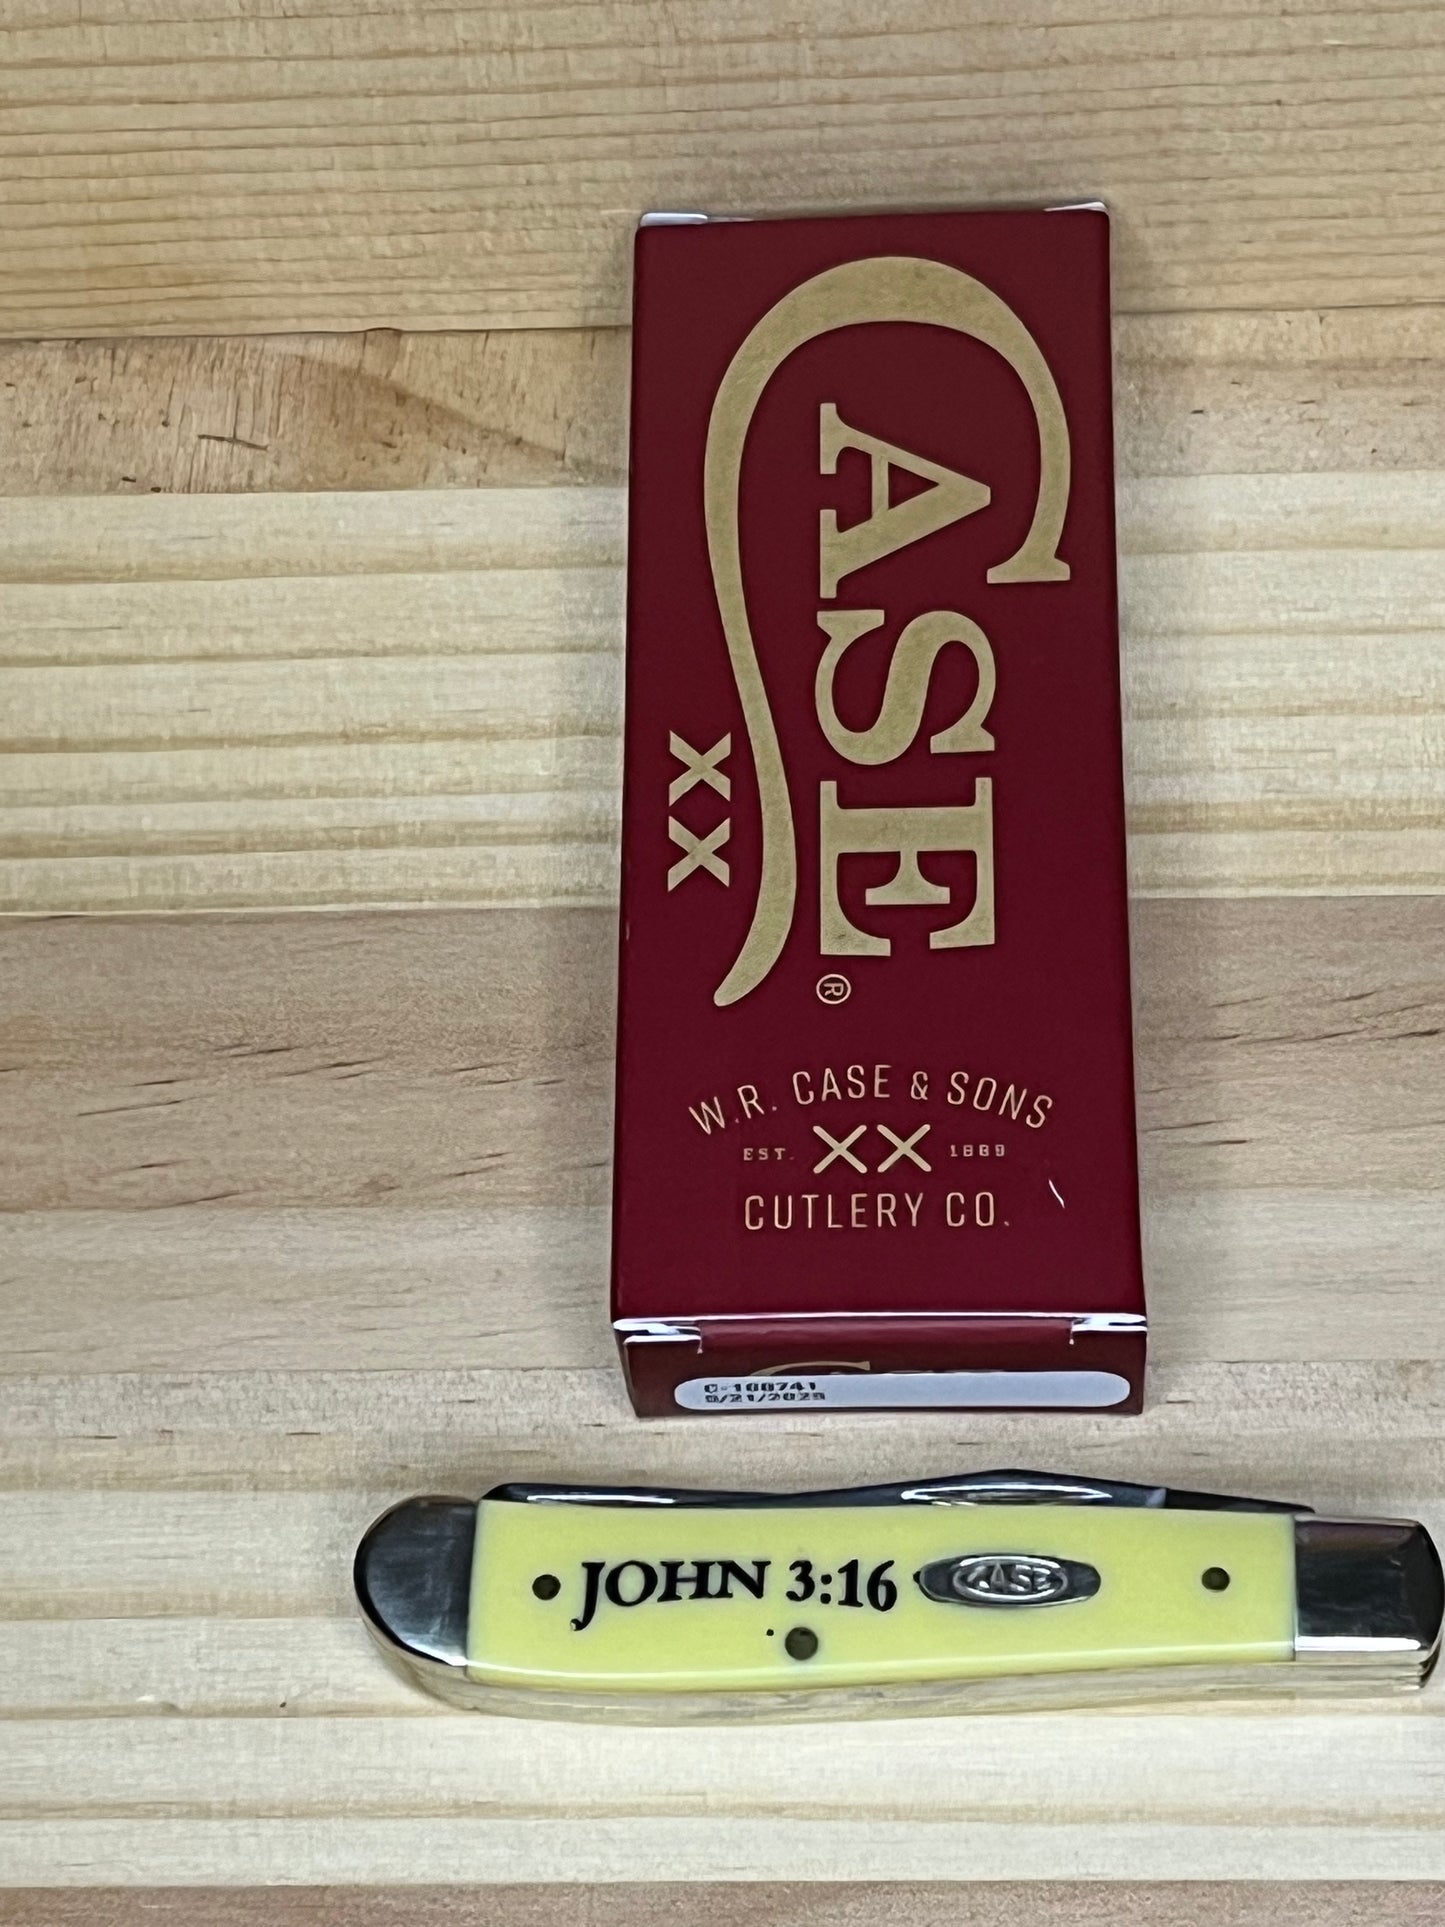 CASE®
XX
W.R. CASE & SONS
EST. XX 1889
CUTLERY CO.
JOHN 3:16
CASE